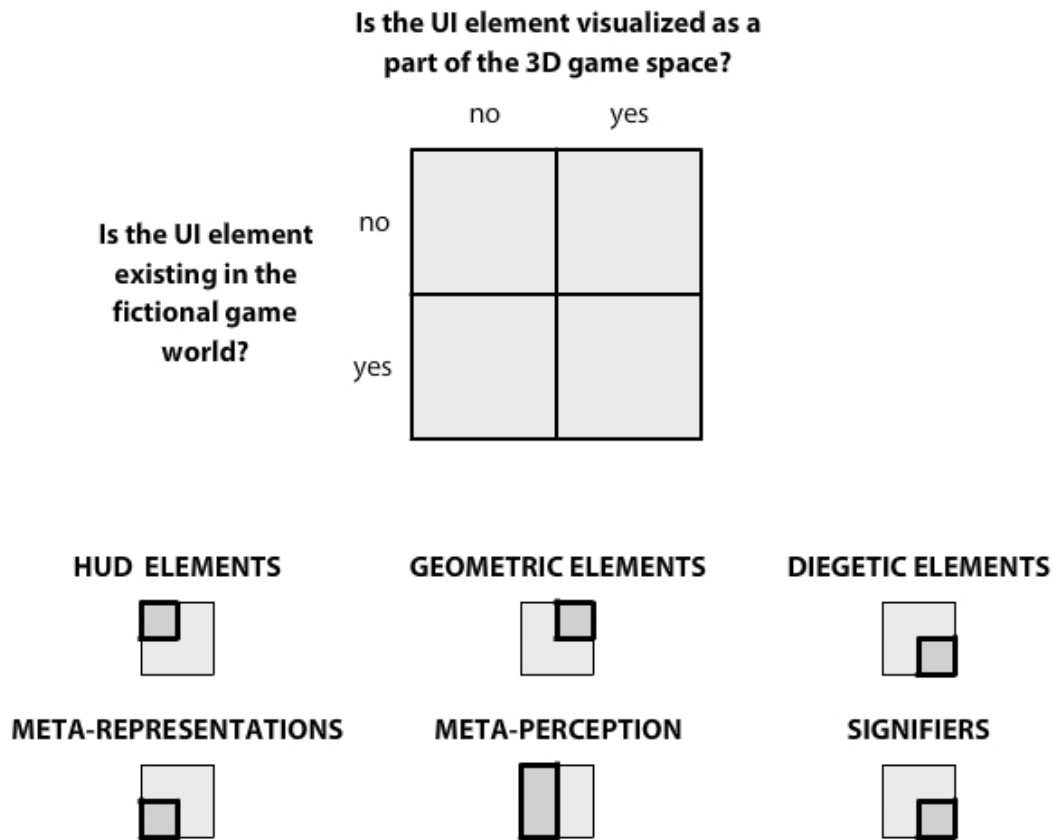 Is the UI element visualized as a
part of the 3D game space?
no yes
no
Is the UI element
existing in the
fictional game
world?
yes
HUD ELEMENTS GEOMETRIC ELEMENTS DIEGETIC ELEMENTS
META-REPRESENTATIONS META-PERCEPTION SIGNIFIERS